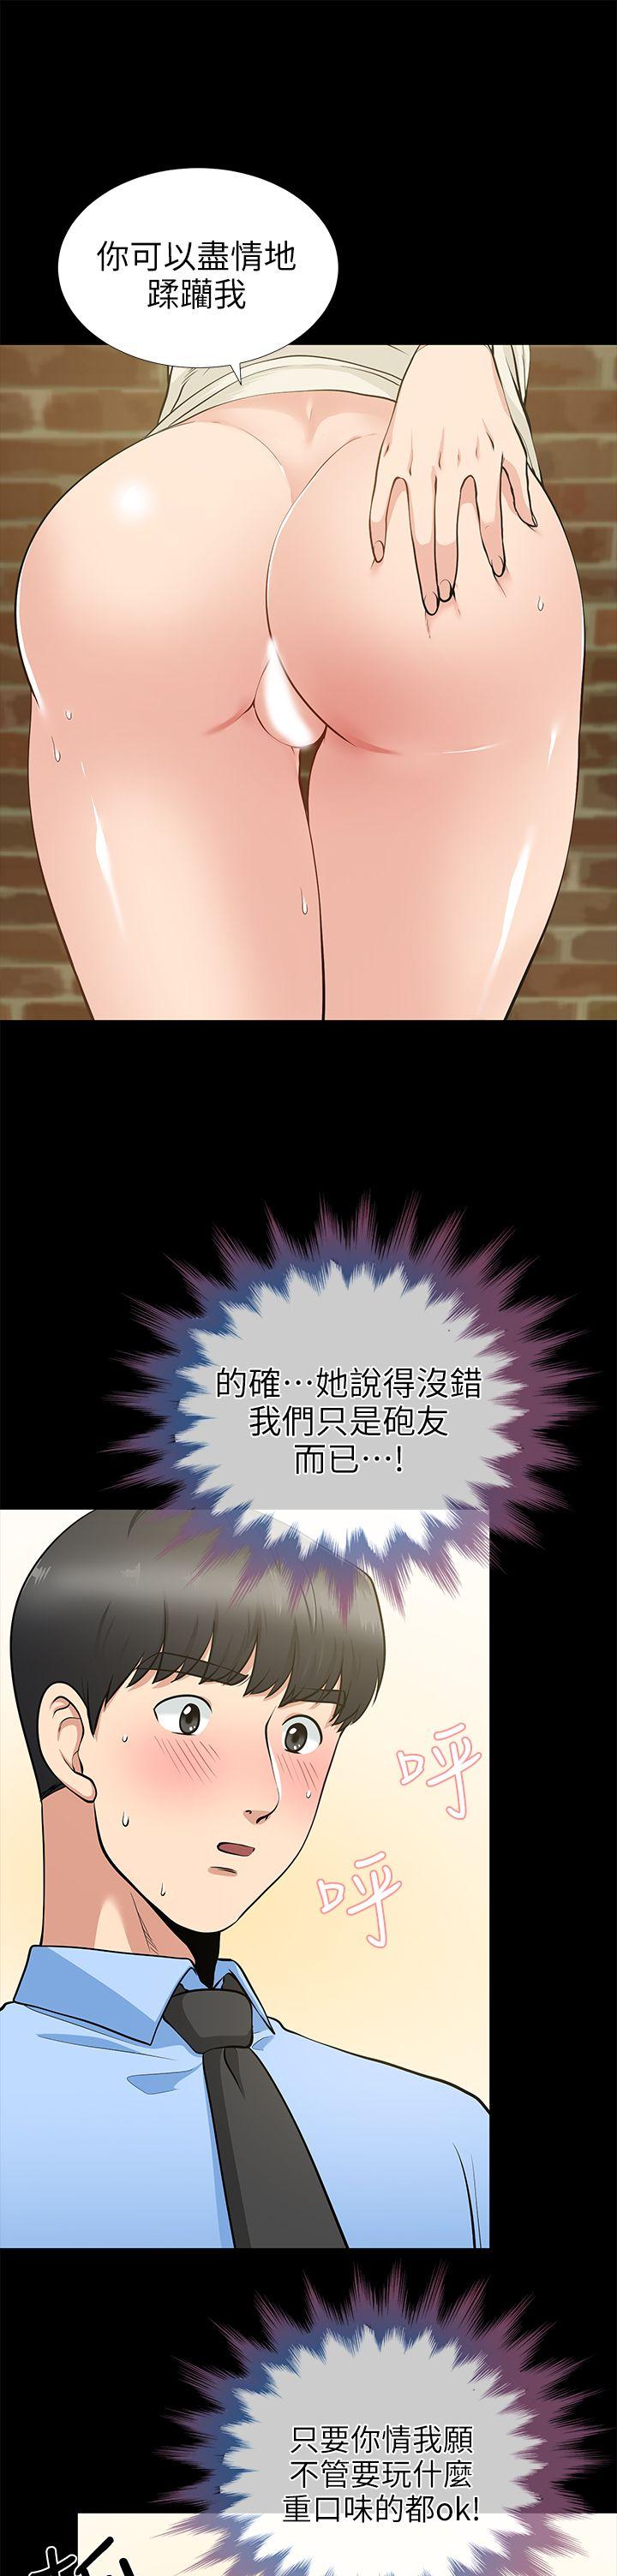 你可以盡情地
蹂躪我
的確⋯她說得沒錯
我們只是砲友
而已⋯!
呼
呼
只要你情我願
不管要玩什麼
重口味的都ok!